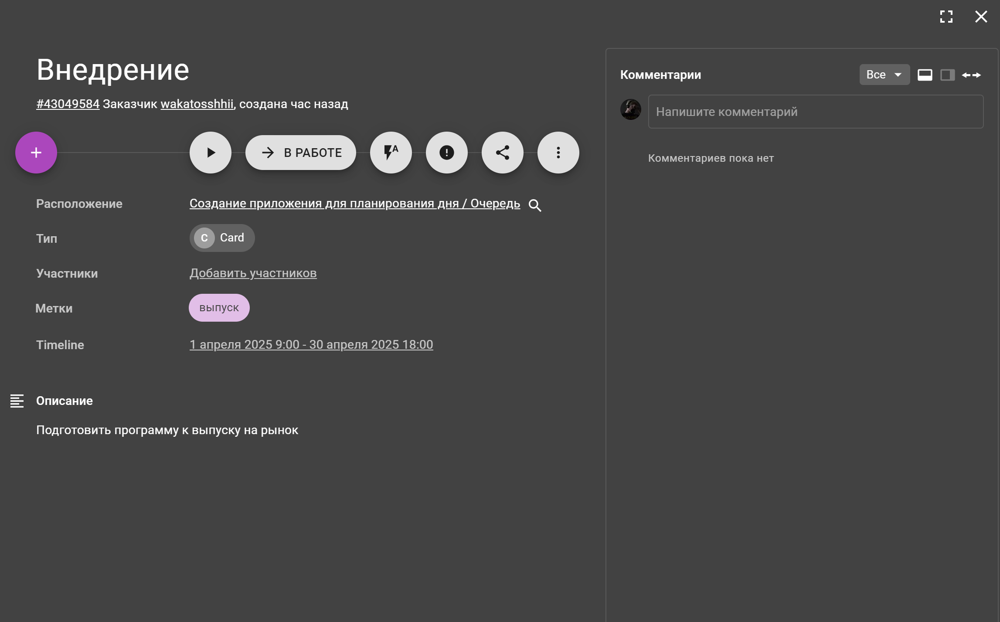 Внедрение
#43049584 Заказчик wakatosshhii, создана час назад
В РАБОТЕ
A
Расположение
Создание приложения для планирования дня / Очередь
Тип
C Card
Участники
Добавить участников
Метки
выпуск
Timeline
1 апреля 2025 9:00 - 30 апреля 2025 18:00
Описание
Подготовить программу к выпуску на рынок
Комментарии
Все
Напишите комментарий
Комментариев пока нет